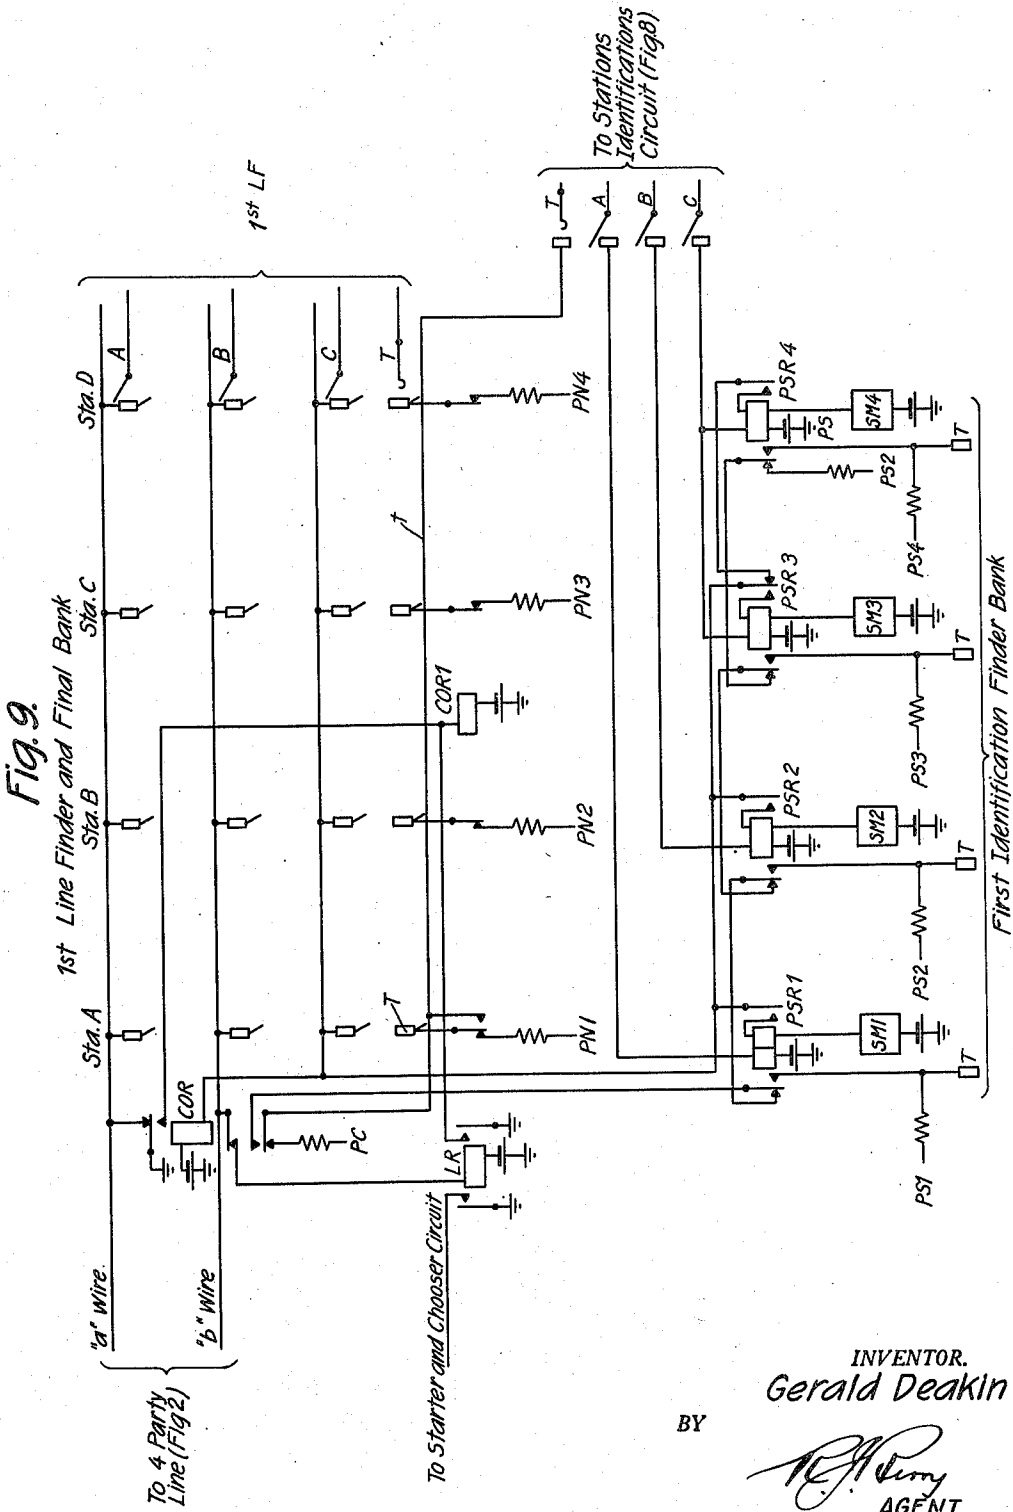 Fig. 9.
1st Line Finder and Final Bank
Sta. A
Sta. B
Sta. C
Sta. D
1st LF
"a" Wire
"b" Wire
To 4 Party
Line (Fig 2)
A
B
C
T
T
t
COR
PC
LR
COR1
PN1
PN2
PN3
PN4
To Starter and Chooser Circuit
To Stations
Identifications
Circuit (Fig. 8)
T
A
B
C
PSR1
PSR2
PSR3
PSR4
PS
SM1
SM2
SM3
SM4
PS1
PS2
PS3
PS4
PS2
T
T
T
T
First Identification Finder Bank
INVENTOR.
Gerald Deakin
BY
AGENT